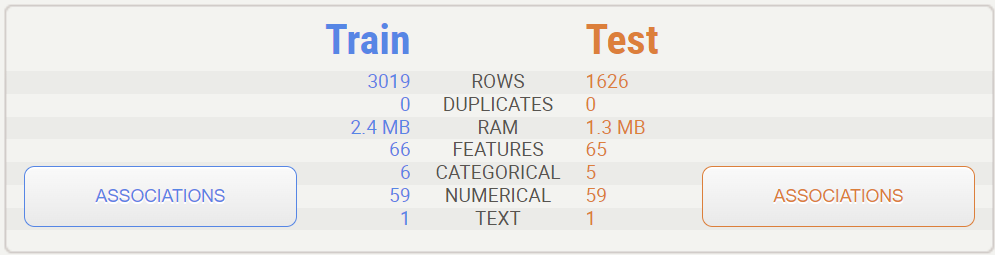 Train Test
3019 ROWS 1626
0 DUPLICATES 0
2.4 MB RAM 1.3 MB
66 FEATURES 65
6 CATEGORICAL 5
ASSOCIATIONS 59 NUMERICAL 59 ASSOCIATIONS
1 TEXT 1